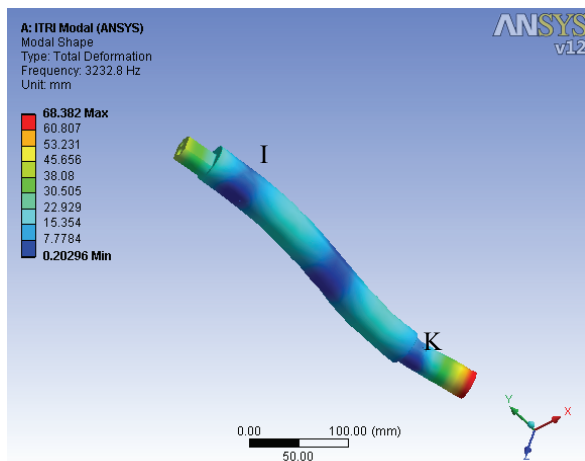 A: ITRI Modal (ANSYS)
Modal Shape
Type: Total Deformation
Frequency: 3232.8 Hz
Unit: mm
ANSYS
v12
68.382 Max
60.807
53.231
45.656
38.08
30.505
22.929
15.354
7.7784
0.20296 Min
I
K
0.00 100.00 (mm)
50.00
Y
X
Z